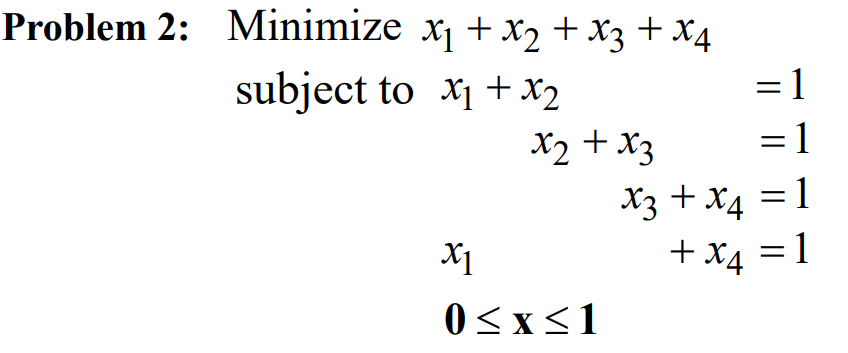 Problem 2: Minimize x₁ + x₂ + x₃ + x₄
subject to x₁ + x₂ = 1
x₂ + x₃ = 1
x₃ + x₄ = 1
x₁ + x₄ = 1
0 ≤ x ≤ 1